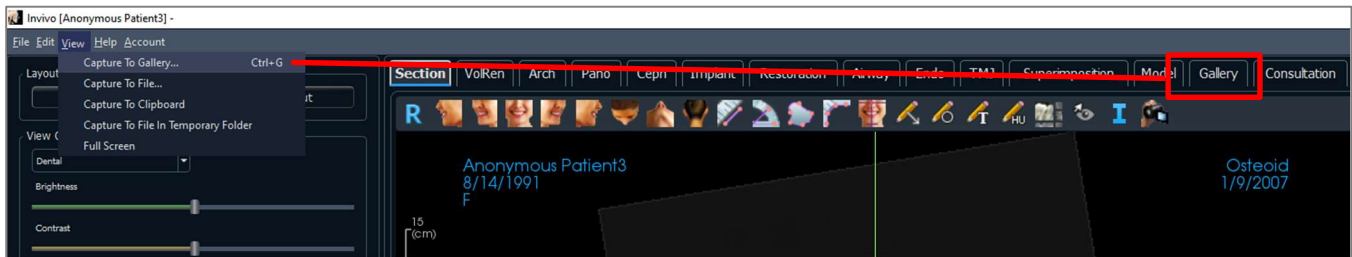 Invivo [Anonymous Patient3] -
File Edit View Help Account
Capture To Gallery... Ctrl+G
Capture To File...
Capture To Clipboard
Capture To File In Temporary Folder
Full Screen
Layout
ut
View C
Dental
Brightness
Contrast
Section VolRen Arch Pano Ceph Implant Restoration Airway Endo TMJ Superimposition Model Gallery Consultation
R T HU I
Anonymous Patient3
8/14/1991
F
Osteoid
1/9/2007
15
(cm)